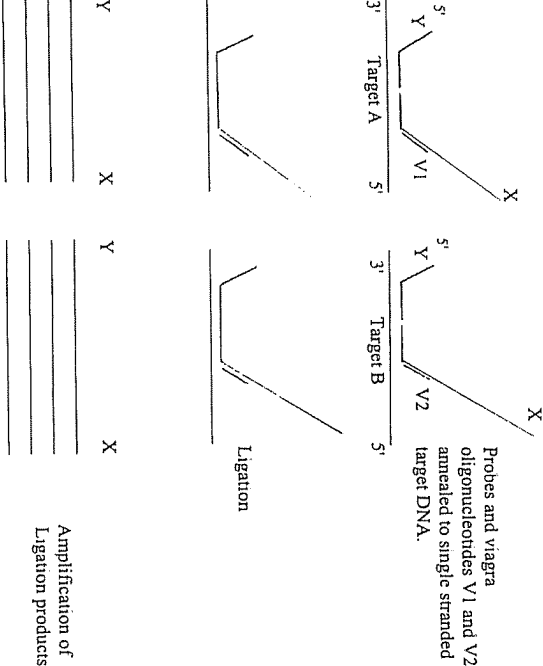 X
X
Probes and viagra
oligonucleotides V1 and V2
annealed to single stranded
target DNA.
5'
Y
V1
5'
Y
V2
3' Target A 5'
3' Target B 5'
Ligation
Y X Y X
Amplification of
Ligation products